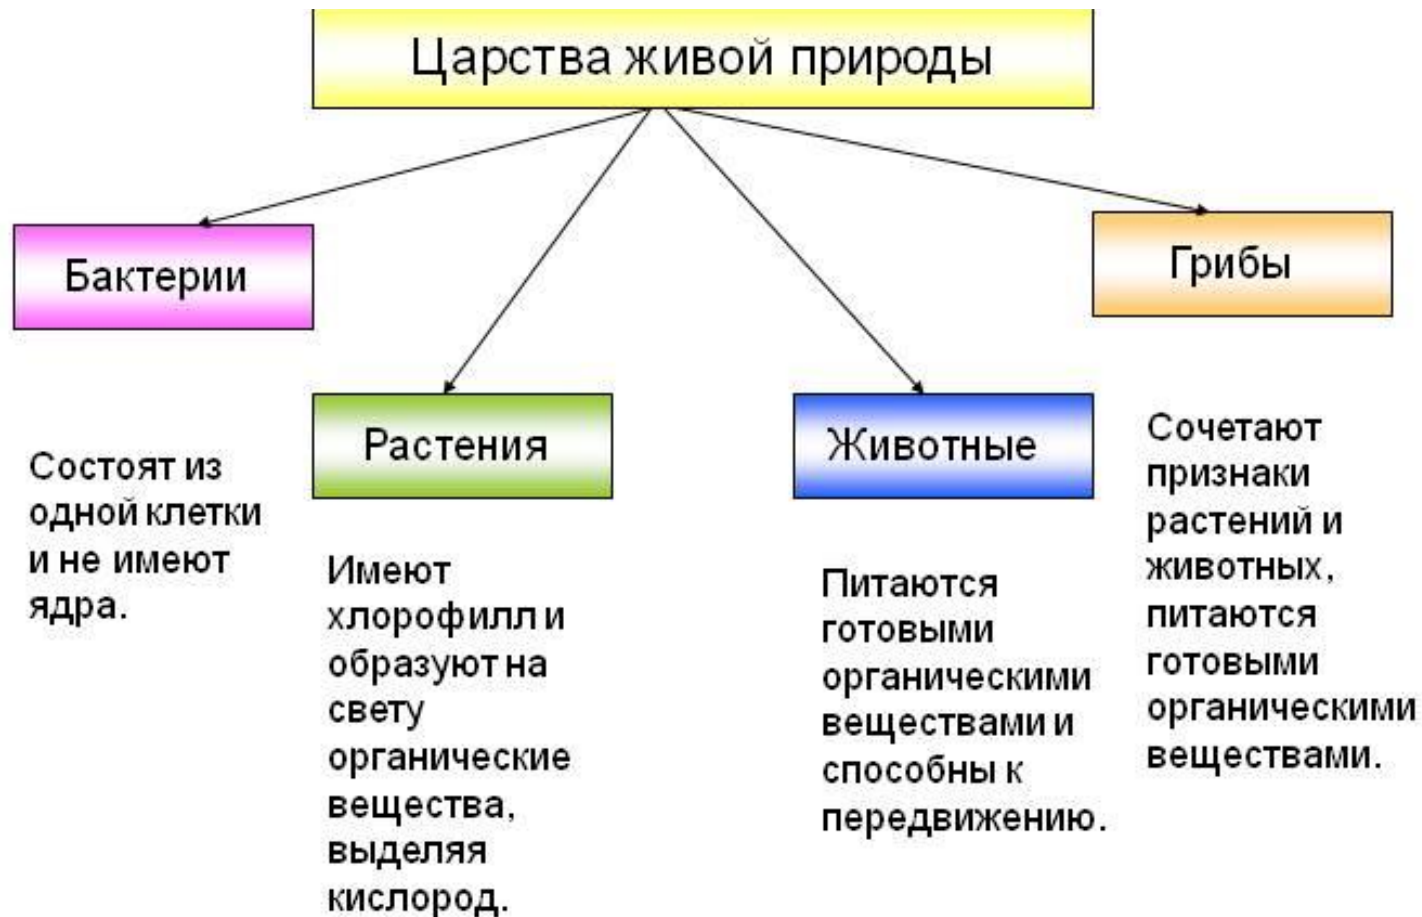 Царства живой природы
Бактерии
Грибы
Растения
Животные
Состоят из
одной клетки
и не имеют
ядра.
Имеют
хлорофилл и
образуют на
свету
органические
вещества,
выделяя
кислород.
Питаются
готовыми
органическими
веществами и
способны к
передвижению.
Сочетают
признаки
растений и
животных,
питаются
готовыми
органическими
веществами.